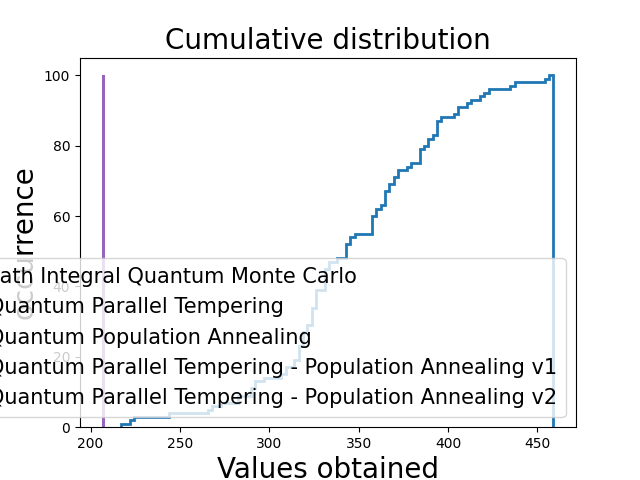 Cumulative distribution
100
80
60
40
20
0
occurrence
ath Integral Quantum Monte Carlo
Quantum Parallel Tempering
Quantum Population Annealing
Quantum Parallel Tempering - Population Annealing v1
Quantum Parallel Tempering - Population Annealing v2
200 250 300 350 400 450
Values obtained